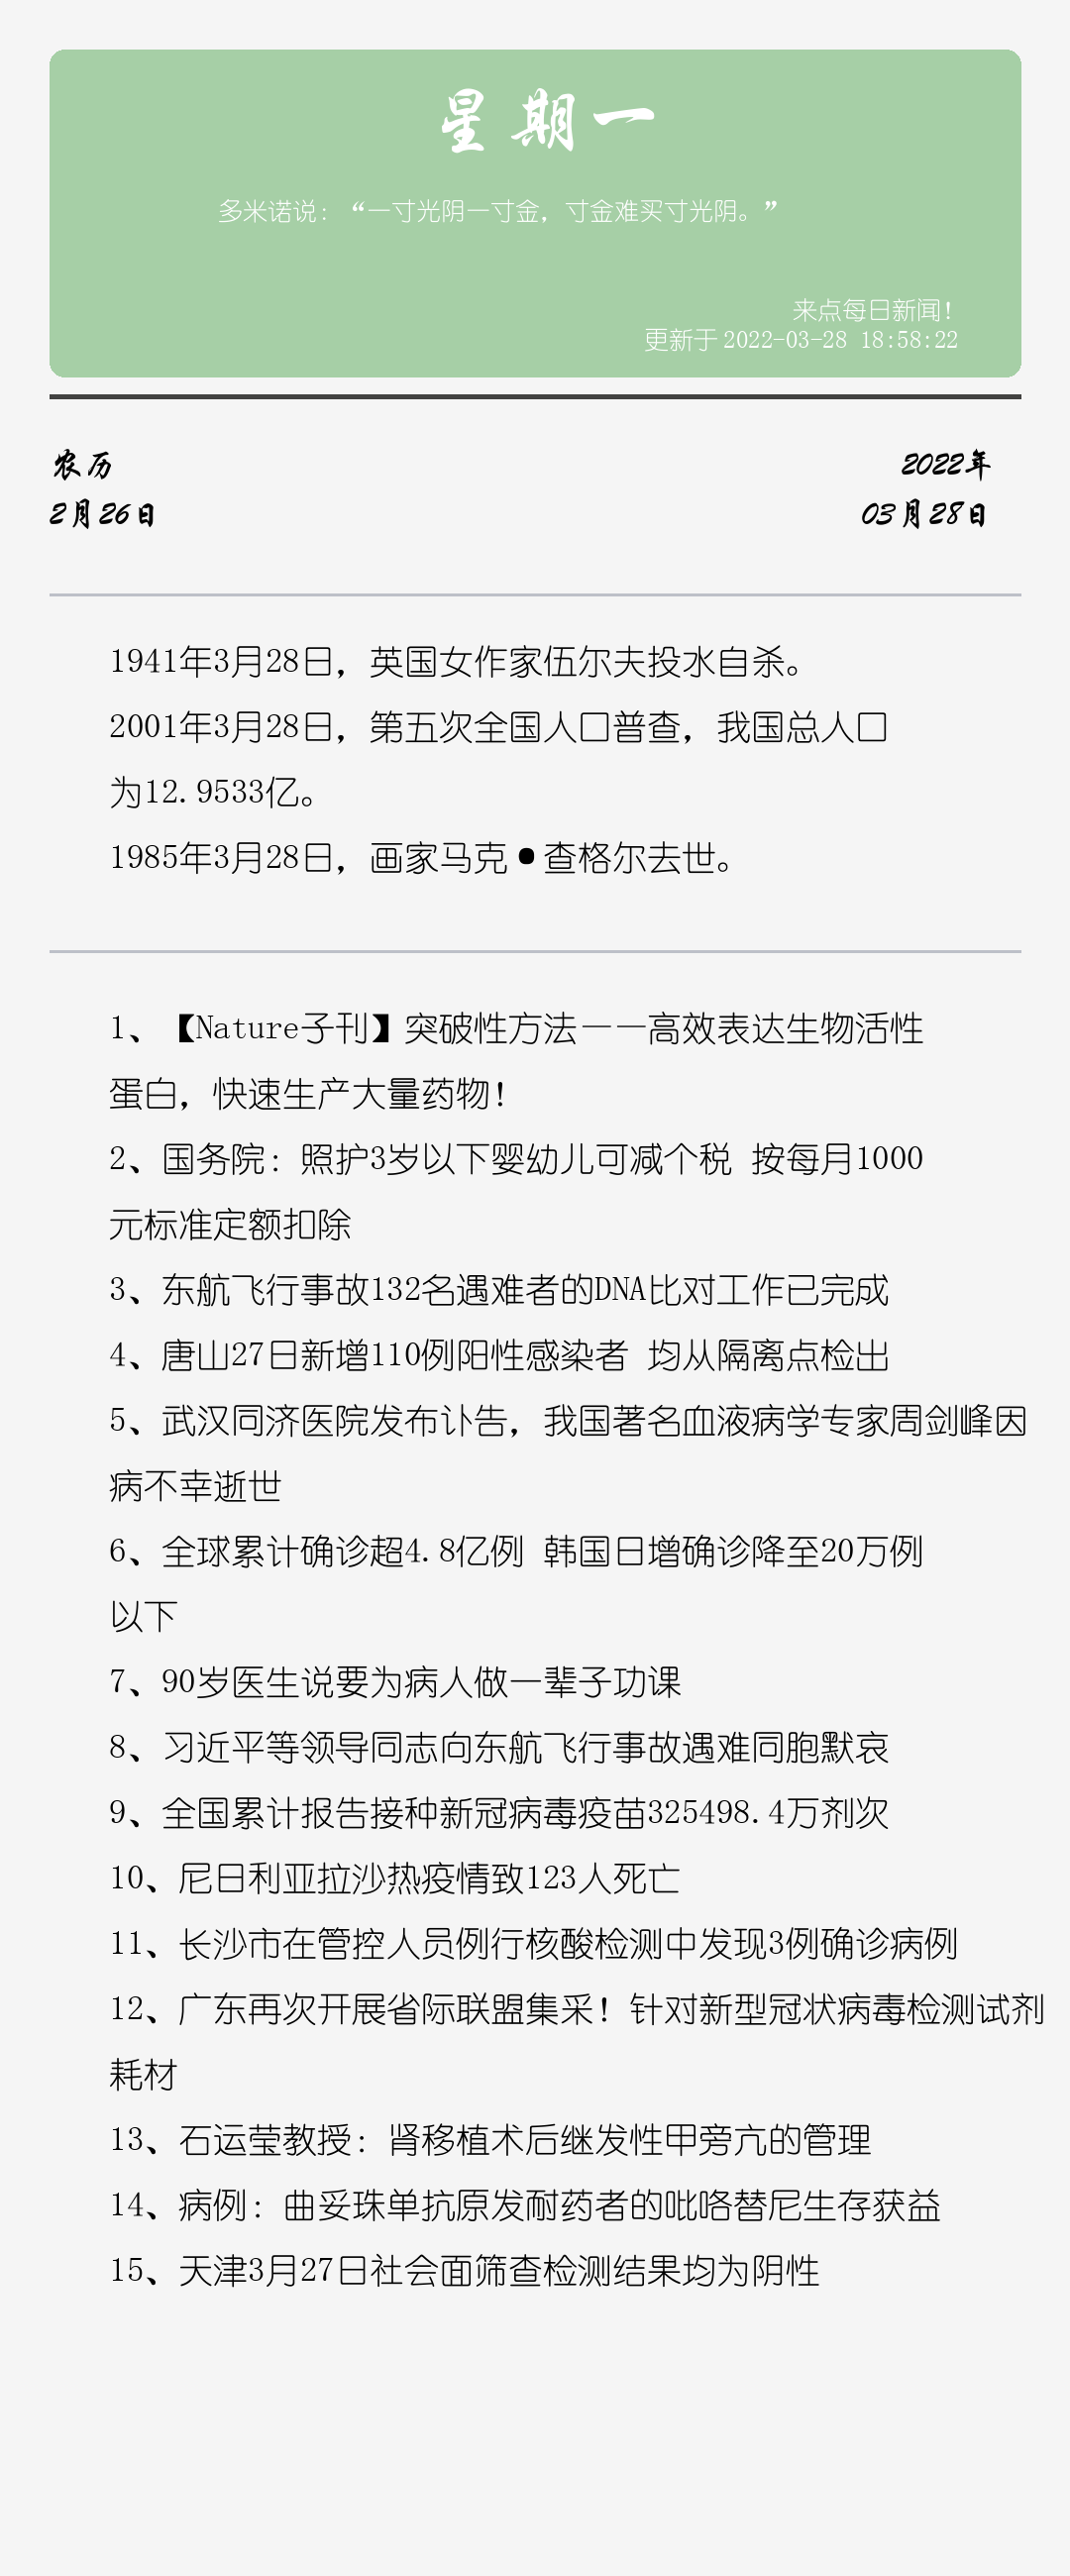 星期一
多米诺说：“一寸光阴一寸金，寸金难买寸光阴。”
来点每日新闻！
更新于 2022-03-28 18:58:22
农历
2月26日
2022年
03月28日
1941年3月28日，英国女作家伍尔夫投水自杀。
2001年3月28日，第五次全国人口普查，我国总人口
为12.9533亿。
1985年3月28日，画家马克•查格尔去世。
1、【Nature子刊】突破性方法——高效表达生物活性
蛋白，快速生产大量药物！
2、国务院：照护3岁以下婴幼儿可减个税 按每月1000
元标准定额扣除
3、东航飞行事故132名遇难者的DNA比对工作已完成
4、唐山27日新增110例阳性感染者 均从隔离点检出
5、武汉同济医院发布讣告，我国著名血液病学专家周剑峰因
病不幸逝世
6、全球累计确诊超4.8亿例 韩国日增确诊降至20万例
以下
7、90岁医生说要为病人做一辈子功课
8、习近平等领导同志向东航飞行事故遇难同胞默哀
9、全国累计报告接种新冠病毒疫苗325498.4万剂次
10、尼日利亚拉沙热疫情致123人死亡
11、长沙市在管控人员例行核酸检测中发现3例确诊病例
12、广东再次开展省际联盟集采！针对新型冠状病毒检测试剂
耗材
13、石运莹教授：肾移植术后继发性甲旁亢的管理
14、病例：曲妥珠单抗原发耐药者的吡咯替尼生存获益
15、天津3月27日社会面筛查检测结果均为阴性